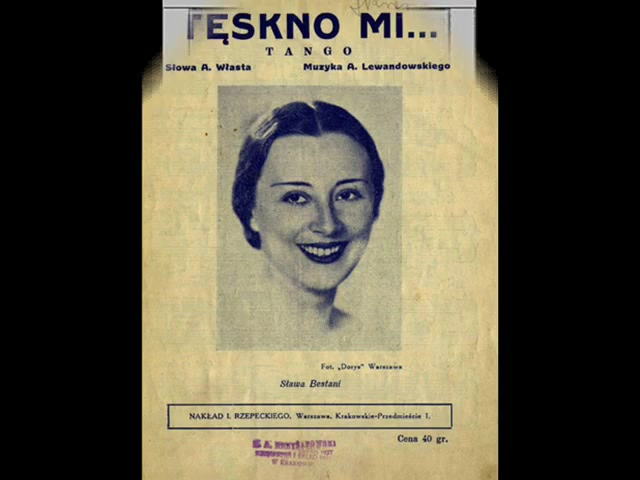 TĘSKNO MI...
TANGO
Słowa A. Własta Muzyka A. Lewandowskiego
Fot. „Dorys" Warszawa
Sława Bestani
NAKŁAD I. RZEPECKIEGO, Warszawa, Krakowskie-Przedmieście 1.
Cena 40 gr.
W KRAKOWIE